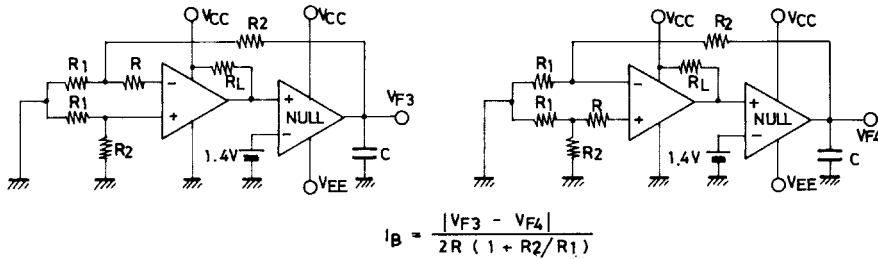 VCC VCC
R2
R1 R
RL
R1
NULL
VF3
R2
1.4V
C
VEE
VCC VCC
R2
R1
RL
R1 R
NULL
VF4
R2
1.4V
C
VEE
IB = |VF3 - VF4| / 2R (1 + R2/R1)